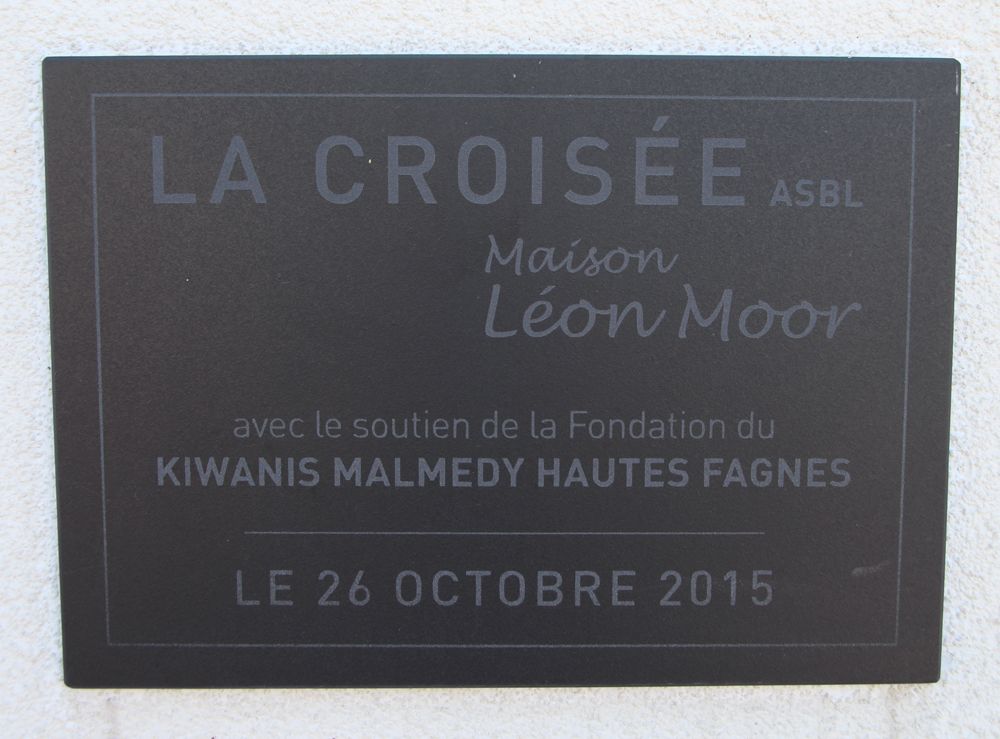 LA CROISÉE ASBL
Maison
Léon Moor
avec le soutien de la Fondation du
KIWANIS MALMEDY HAUTES FAGNES
LE 26 OCTOBRE 2015